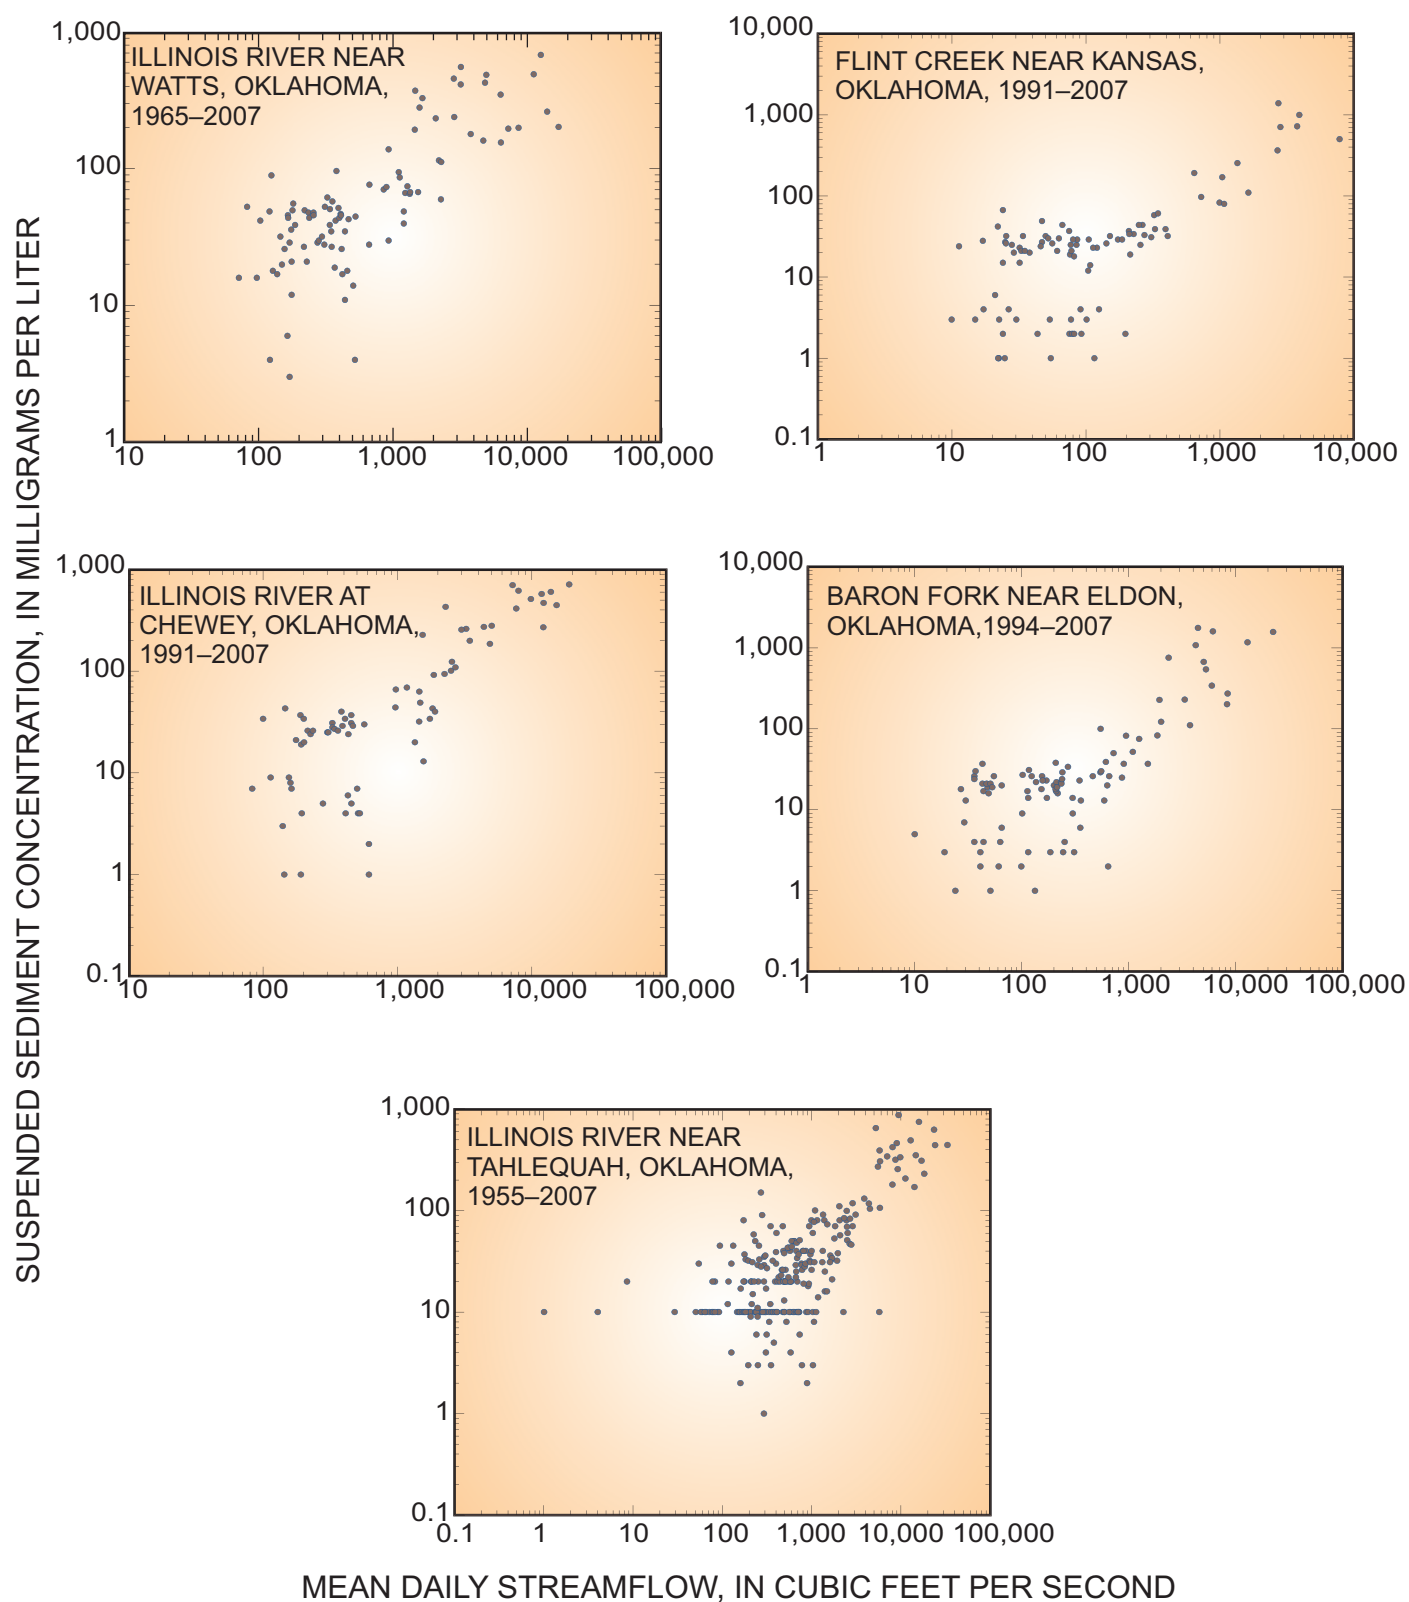 SUSPENDED SEDIMENT CONCENTRATION, IN MILLIGRAMS PER LITER
ILLINOIS RIVER NEAR
WATTS, OKLAHOMA,
1965–2007
1,000
100
10
1
10 100 1,000 10,000 100,000
FLINT CREEK NEAR KANSAS,
OKLAHOMA, 1991–2007
10,000
1,000
100
10
1
0.1
1 10 100 1,000 10,000
ILLINOIS RIVER AT
CHEWEY, OKLAHOMA,
1991–2007
1,000
100
10
1
0.1
10 100 1,000 10,000 100,000
BARON FORK NEAR ELDON,
OKLAHOMA,1994–2007
10,000
1,000
100
10
1
0.1
1 10 100 1,000 10,000 100,000
ILLINOIS RIVER NEAR
TAHLEQUAH, OKLAHOMA,
1955–2007
1,000
100
10
1
0.1
0.1 1 10 100 1,000 10,000 100,000
MEAN DAILY STREAMFLOW, IN CUBIC FEET PER SECOND